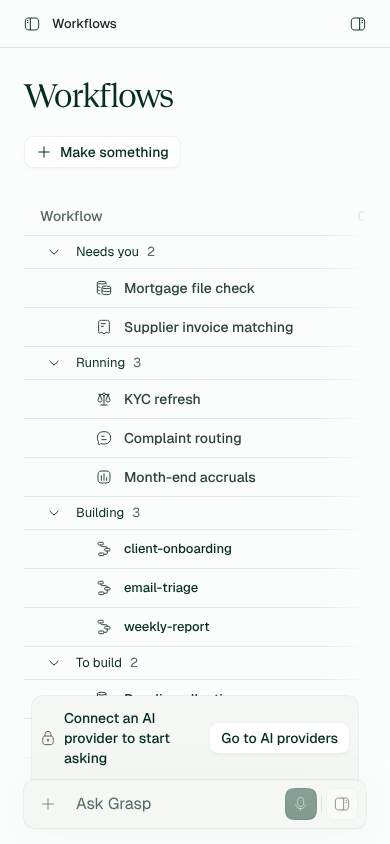 Workflows
Workflows
Make something
Workflow
Needs you 2
Mortgage file check
Supplier invoice matching
Running 3
KYC refresh
Complaint routing
Month-end accruals
Building 3
client-onboarding
email-triage
weekly-report
To build 2
Connect an AI
provider to start
asking
Go to AI providers
Ask Grasp